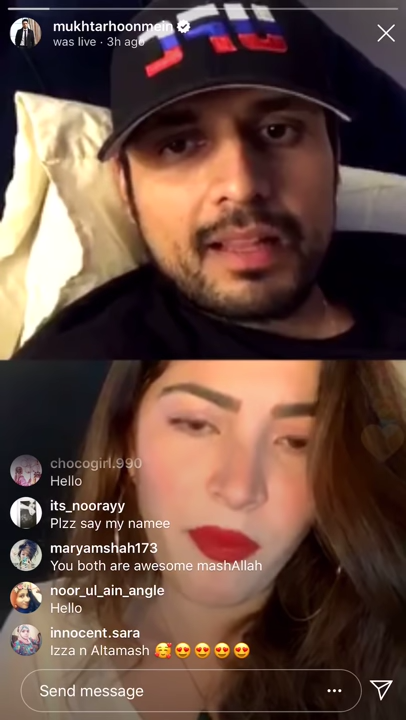 mukhtarhoonmein
was live · 3h ago
chocogirl.990
Hello
its_noorayy
Plzz say my namee
maryamshah173
You both are awesome mashAllah
noor_ul_ain_angle
Hello
innocent.sara
Izza n Altamash 🥰😍😍😍😍
Send message